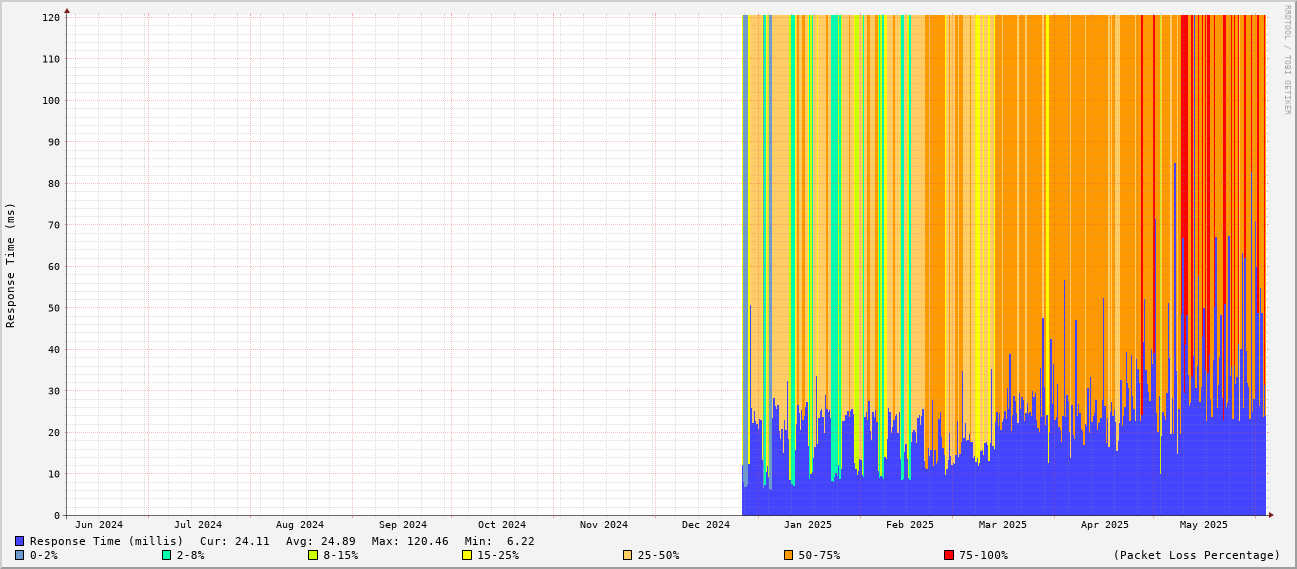 RRDTOOL / TOBI OETIKER
Response Time (ms)
120
110
100
90
80
70
60
50
40
30
20
10
0
Jun 2024 Jul 2024 Aug 2024 Sep 2024 Oct 2024 Nov 2024 Dec 2024 Jan 2025 Feb 2025 Mar 2025 Apr 2025 May 2025
Response Time (millis) Cur: 24.11 Avg: 24.89 Max: 120.46 Min: 6.22
0-2% 2-8% 8-15% 15-25% 25-50% 50-75% 75-100% (Packet Loss Percentage)